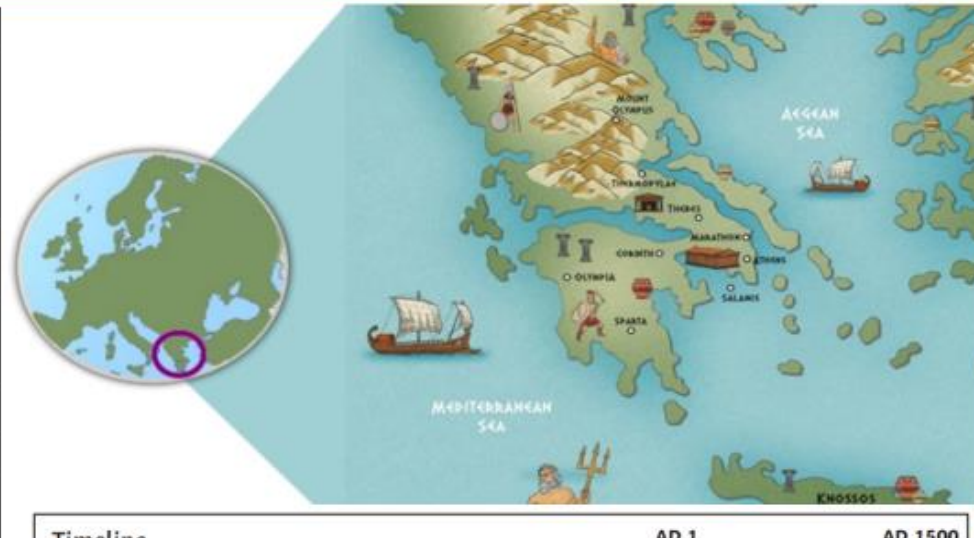 MOUNT
OLYMPUS
AEGEAN
SEA
THERMOPYLAE
THEBES
MARATHON
CORINTH
ATHENS
OLYMPIA
SALAMIS
SPARTA
MEDITERRANEAN
SEA
KNOSSOS
Timeline
AD 1
AD 1500